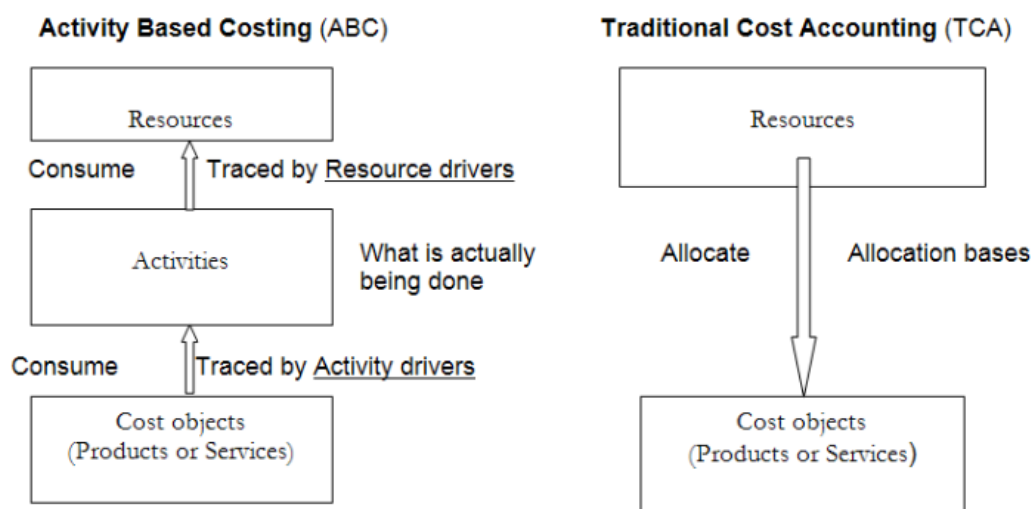 Activity Based Costing (ABC)
Resources
Consume
Traced by Resource drivers
Activities
What is actually
being done
Consume
Traced by Activity drivers
Cost objects
(Products or Services)
Traditional Cost Accounting (TCA)
Resources
Allocate
Allocation bases
Cost objects
(Products or Services)